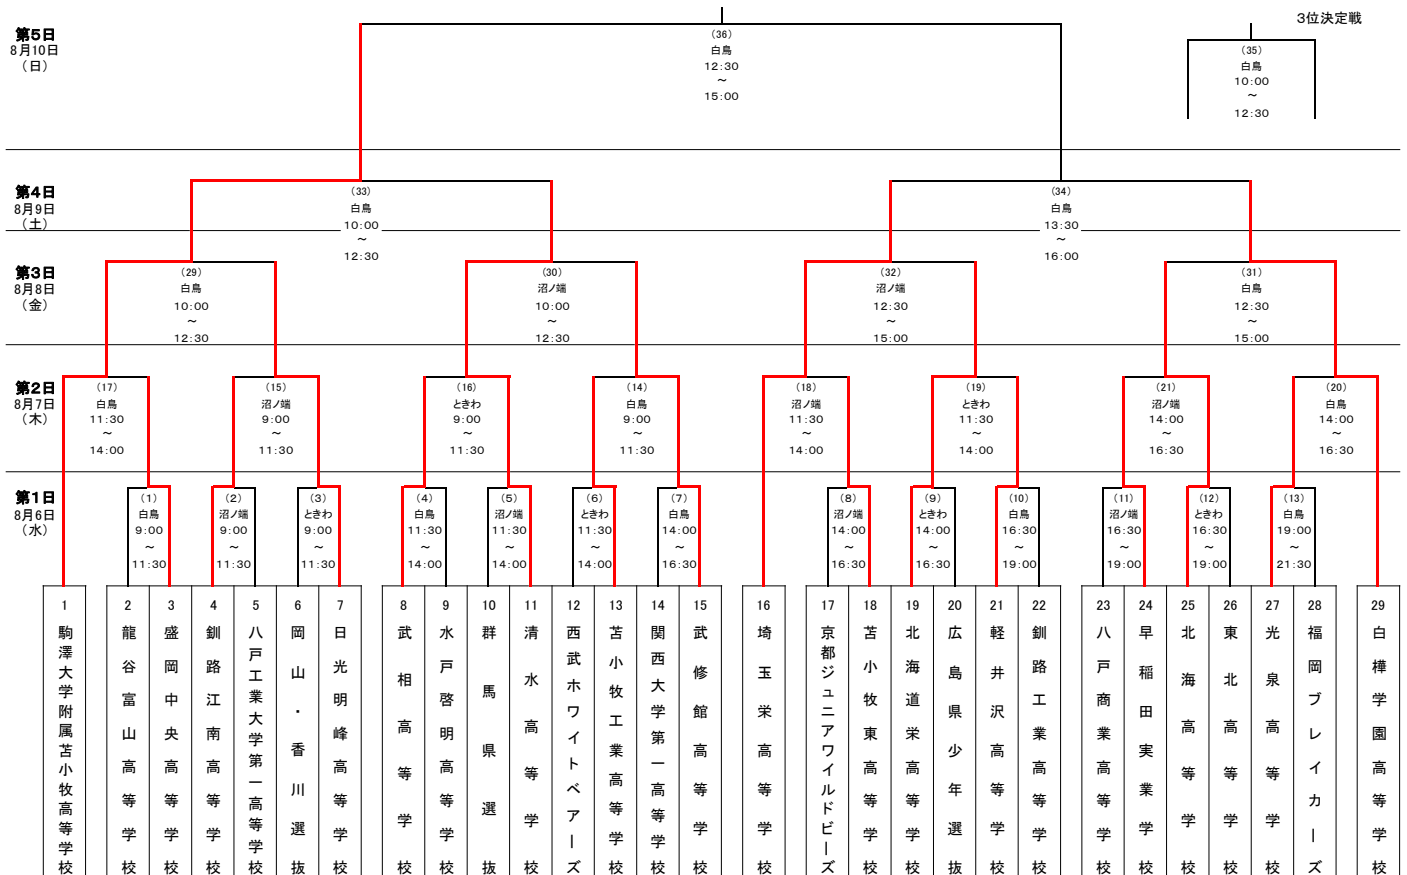 3位決定戦
第5日
8月10日
（日）
(36)
白鳥
12:30
～
15:00
(35)
白鳥
10:00
～
12:30
第4日
8月9日
（土）
(33)
白鳥
10:00
～
12:30
(34)
白鳥
13:30
～
16:00
第3日
8月8日
（金）
(29)
白鳥
10:00
～
12:30
(30)
沼ノ端
10:00
～
12:30
(32)
沼ノ端
12:30
～
15:00
(31)
白鳥
12:30
～
15:00
第2日
8月7日
（木）
(17)
白鳥
11:30
～
14:00
(15)
沼ノ端
9:00
～
11:30
(16)
ときわ
9:00
～
11:30
(14)
白鳥
9:00
～
11:30
(18)
沼ノ端
11:30
～
14:00
(19)
ときわ
11:30
～
14:00
(21)
沼ノ端
14:00
～
16:30
(20)
白鳥
14:00
～
16:30
第1日
8月6日
（水）
(1)
白鳥
9:00
～
11:30
(2)
沼ノ端
9:00
～
11:30
(3)
ときわ
9:00
～
11:30
(4)
白鳥
11:30
～
14:00
(5)
沼ノ端
11:30
～
14:00
(6)
ときわ
11:30
～
14:00
(7)
白鳥
14:00
～
16:30
(8)
沼ノ端
14:00
～
16:30
(9)
ときわ
14:00
～
16:30
(10)
白鳥
16:30
～
19:00
(11)
沼ノ端
16:30
～
19:00
(12)
ときわ
16:30
～
19:00
(13)
白鳥
19:00
～
21:30
1
駒澤大学附属苫小牧高等学校
2
龍谷富山高等学校
3
盛岡中央高等学校
4
釧路江南高等学校
5
八戸工業大学第一高等学校
6
岡山・香川選抜
7
日光明峰高等学校
8
武相高等学校
9
水戸啓明高等学校
10
群馬県選抜
11
清水高等学校
12
西武ホワイトベアーズ
13
苫小牧工業高等学校
14
関西大学第一高等学校
15
武修館高等学校
16
埼玉栄高等学校
17
京都ジュニアワイルドビーズ
18
苫小牧東高等学校
19
北海道栄高等学校
20
広島県少年選抜
21
軽井沢高等学校
22
釧路工業高等学校
23
八戸商業高等学校
24
早稲田実業学校
25
北海高等学校
26
東北高等学校
27
光泉高等学校
28
福岡ブレイカーズ
29
白樺学園高等学校